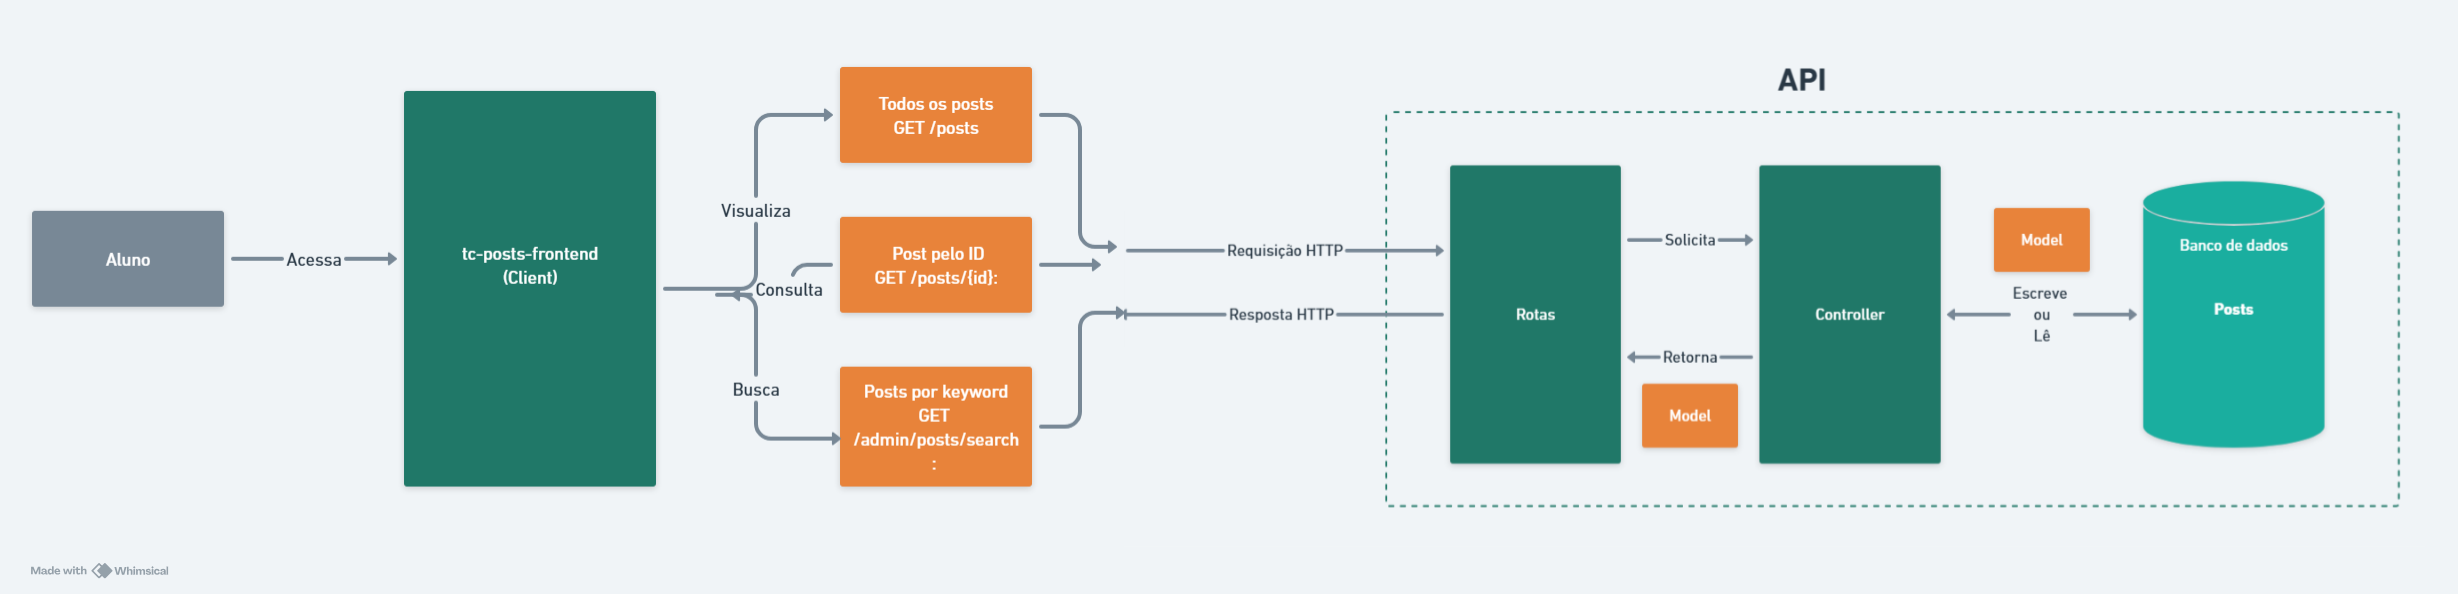 Aluno
Acessa
tc-posts-frontend
(Client)
Visualiza
Consulta
Busca
Todos os posts
GET /posts
Post pelo ID
GET /posts/{id}:
Posts por keyword
GET
/admin/posts/search
:
Requisição HTTP
Resposta HTTP
API
Rotas
Solicita
Retorna
Model
Controller
Model
Escreve
ou
Lê
Banco de dados
Posts
Made with Whimsical